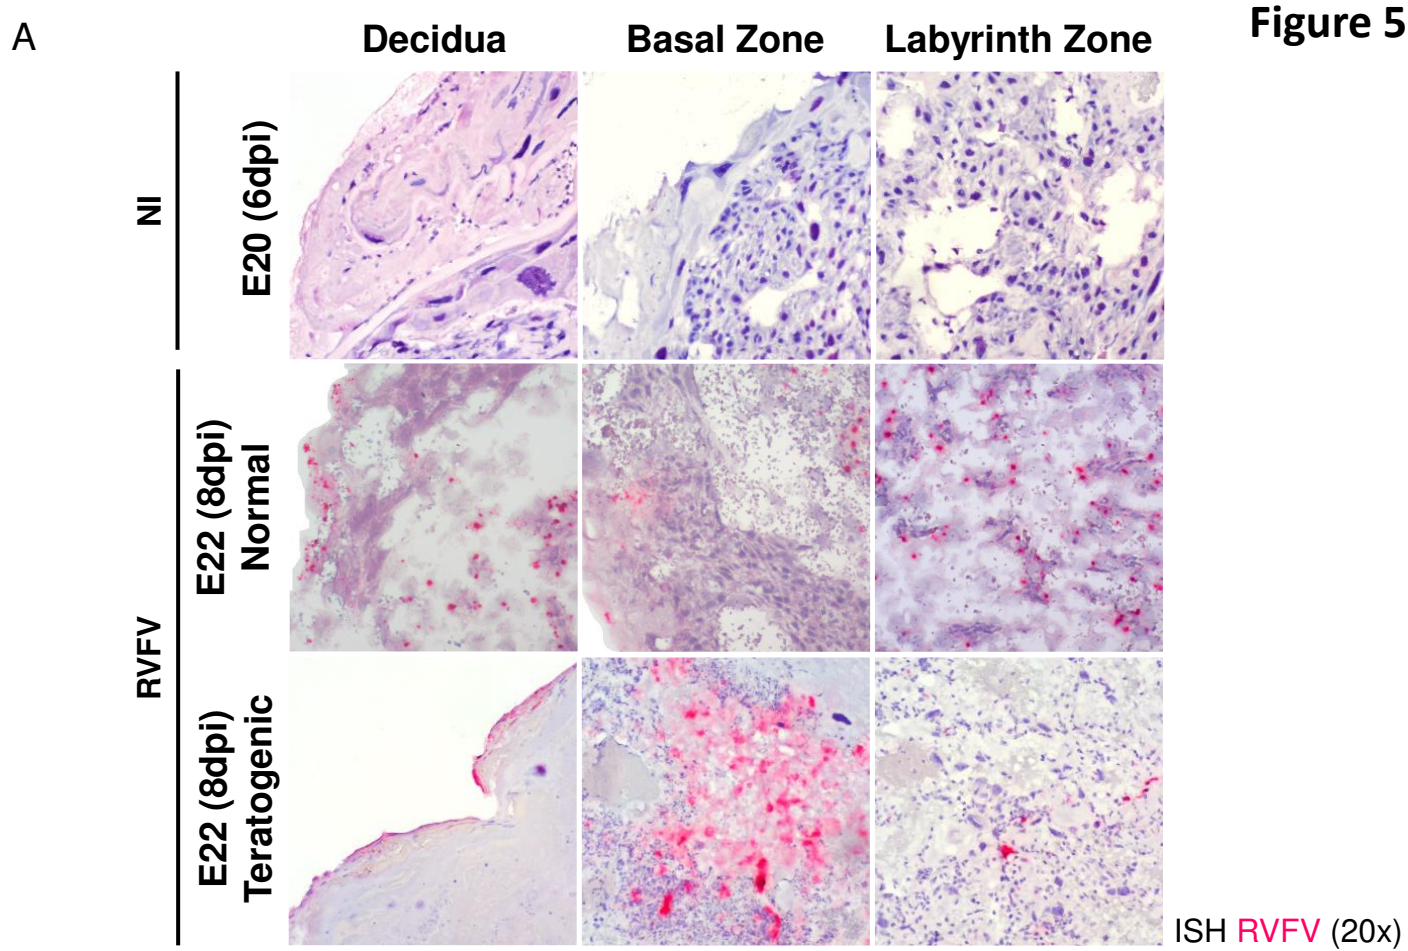 Figure 5
A
Decidua Basal Zone Labyrinth Zone
NI
E20 (6dpi)
RVFV
E22 (8dpi)
Normal
E22 (8dpi)
Teratogenic
ISH RVFV (20x)